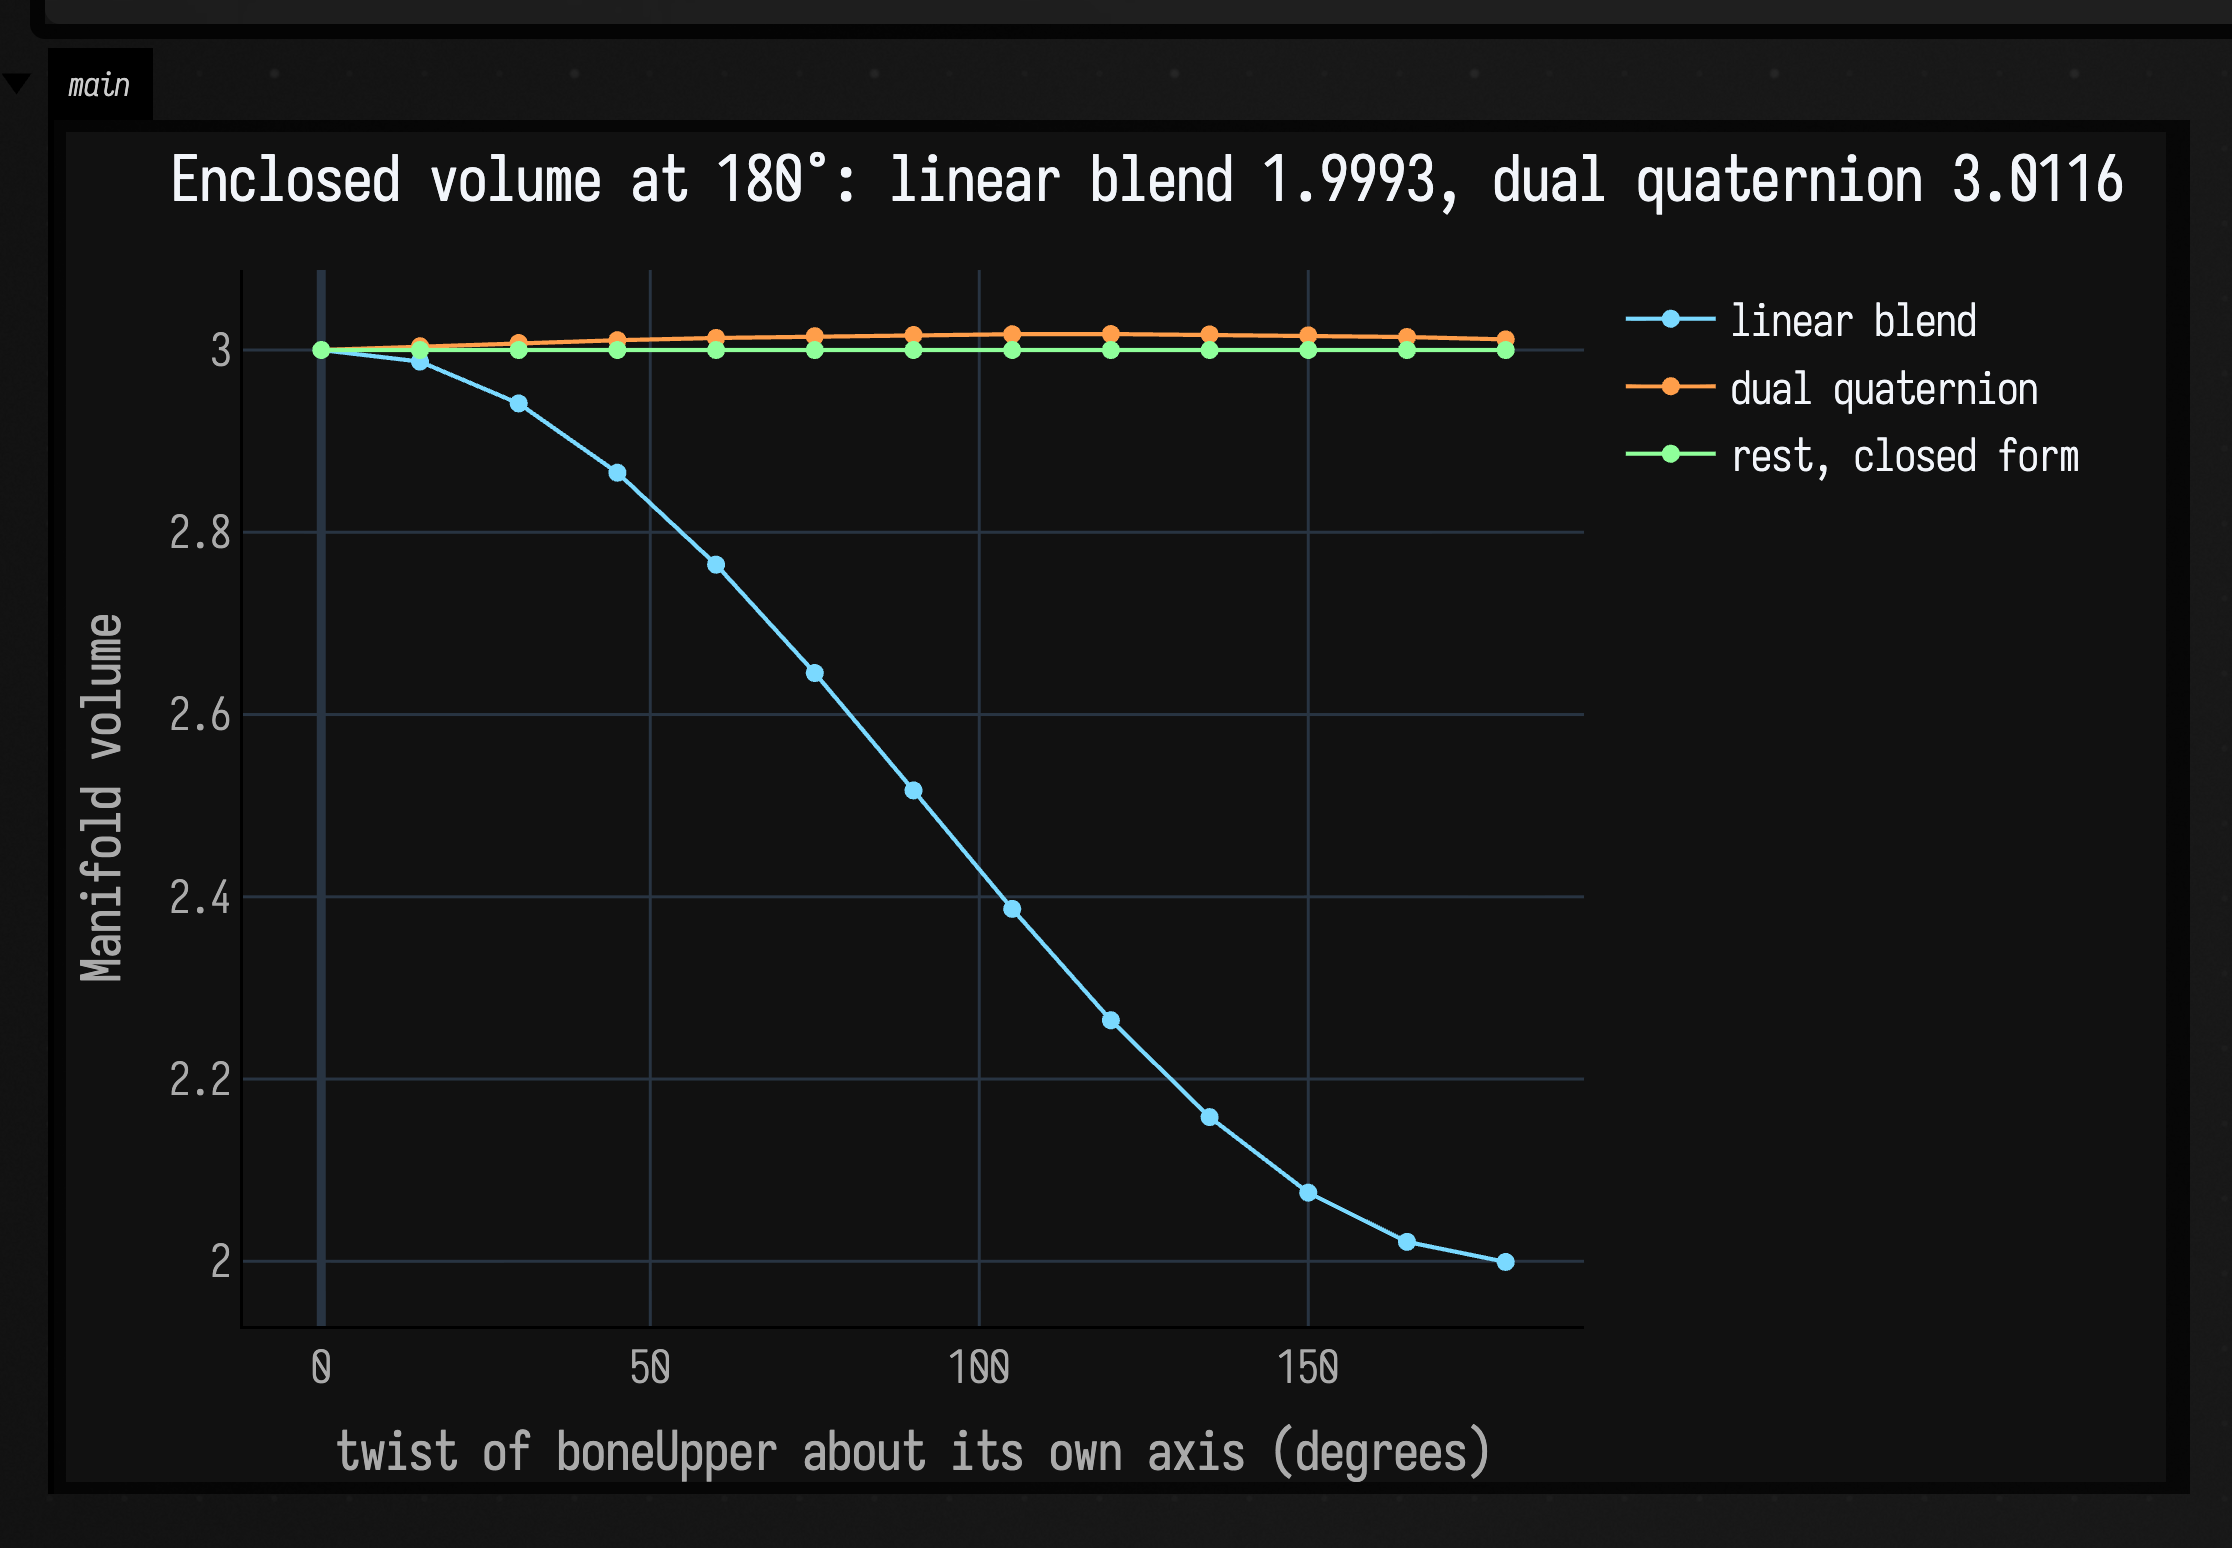 main
Enclosed volume at 180°: linear blend 1.9993, dual quaternion 3.0116
linear blend
dual quaternion
rest, closed form
Manifold volume
3
2.8
2.6
2.4
2.2
2
0
50
100
150
twist of boneUpper about its own axis (degrees)